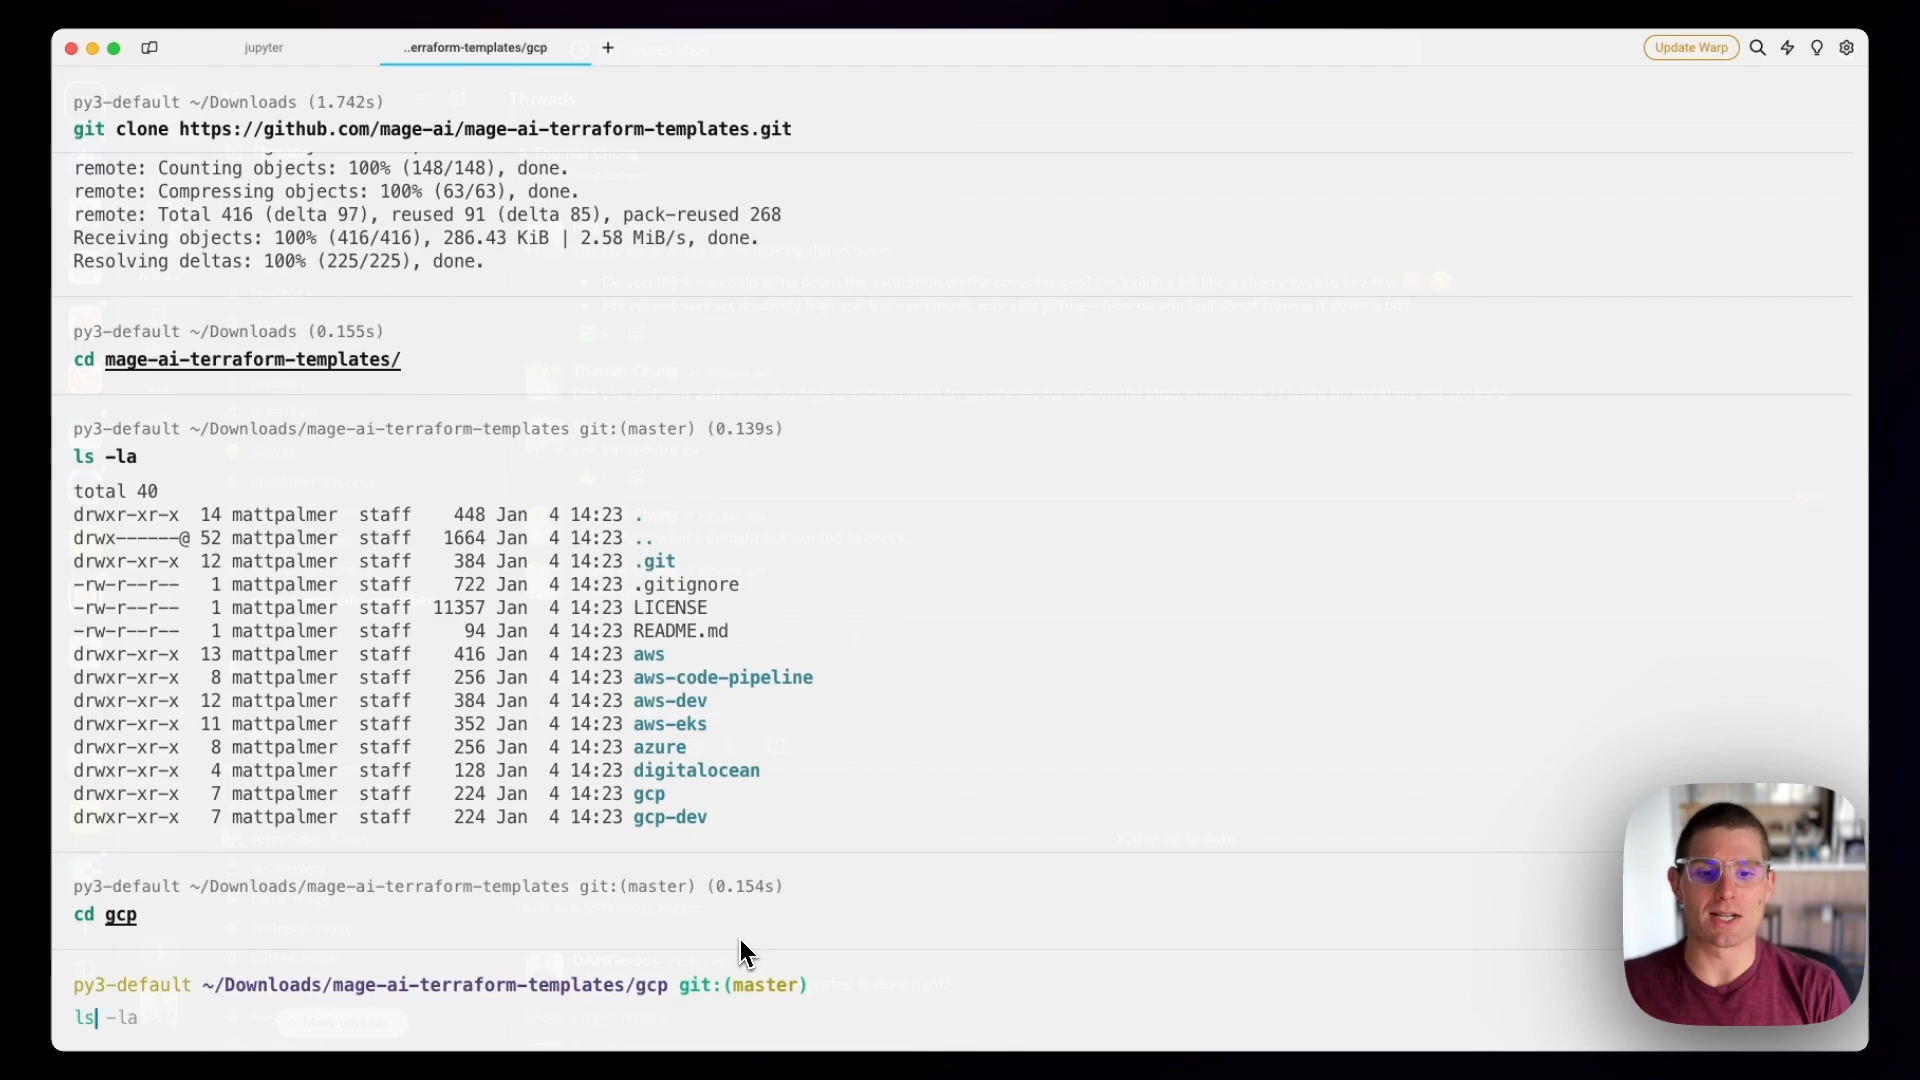 jupyter
..erraform-templates/gcp
+
Update Warp
py3-default ~/Downloads (1.742s)
Threads
git clone https://github.com/mage-ai/mage-ai-terraform-templates.git
remote: Counting objects: 100% (148/148), done.
remote: Compressing objects: 100% (63/63), done.
remote: Total 416 (delta 97), reused 91 (delta 85), pack-reused 268
Receiving objects: 100% (416/416), 286.43 KiB | 2.58 MiB/s, done.
Resolving deltas: 100% (225/225), done.
py3-default ~/Downloads (0.155s)
cd mage-ai-terraform-templates/
Thomas Chung
py3-default ~/Downloads/mage-ai-terraform-templates git:(master) (0.139s)
ls -la
total 40
drwxr-xr-x  14 mattpalmer  staff    448 Jan  4 14:23 .
drwx------@ 52 mattpalmer  staff   1664 Jan  4 14:23 ..
drwxr-xr-x  12 mattpalmer  staff    384 Jan  4 14:23 .git
-rw-r--r--   1 mattpalmer  staff    722 Jan  4 14:23 .gitignore
-rw-r--r--   1 mattpalmer  staff  11357 Jan  4 14:23 LICENSE
-rw-r--r--   1 mattpalmer  staff     94 Jan  4 14:23 README.md
drwxr-xr-x  13 mattpalmer  staff    416 Jan  4 14:23 aws
drwxr-xr-x   8 mattpalmer  staff    256 Jan  4 14:23 aws-code-pipeline
drwxr-xr-x  12 mattpalmer  staff    384 Jan  4 14:23 aws-dev
drwxr-xr-x  11 mattpalmer  staff    352 Jan  4 14:23 aws-eks
drwxr-xr-x   8 mattpalmer  staff    256 Jan  4 14:23 azure
drwxr-xr-x   4 mattpalmer  staff    128 Jan  4 14:23 digitalocean
drwxr-xr-x   7 mattpalmer  staff    224 Jan  4 14:23 gcp
drwxr-xr-x   7 mattpalmer  staff    224 Jan  4 14:23 gcp-dev
You're up to date
py3-default ~/Downloads/mage-ai-terraform-templates git:(master) (0.154s)
cd gcp
py3-default ~/Downloads/mage-ai-terraform-templates/gcp git:(master)
ls -la